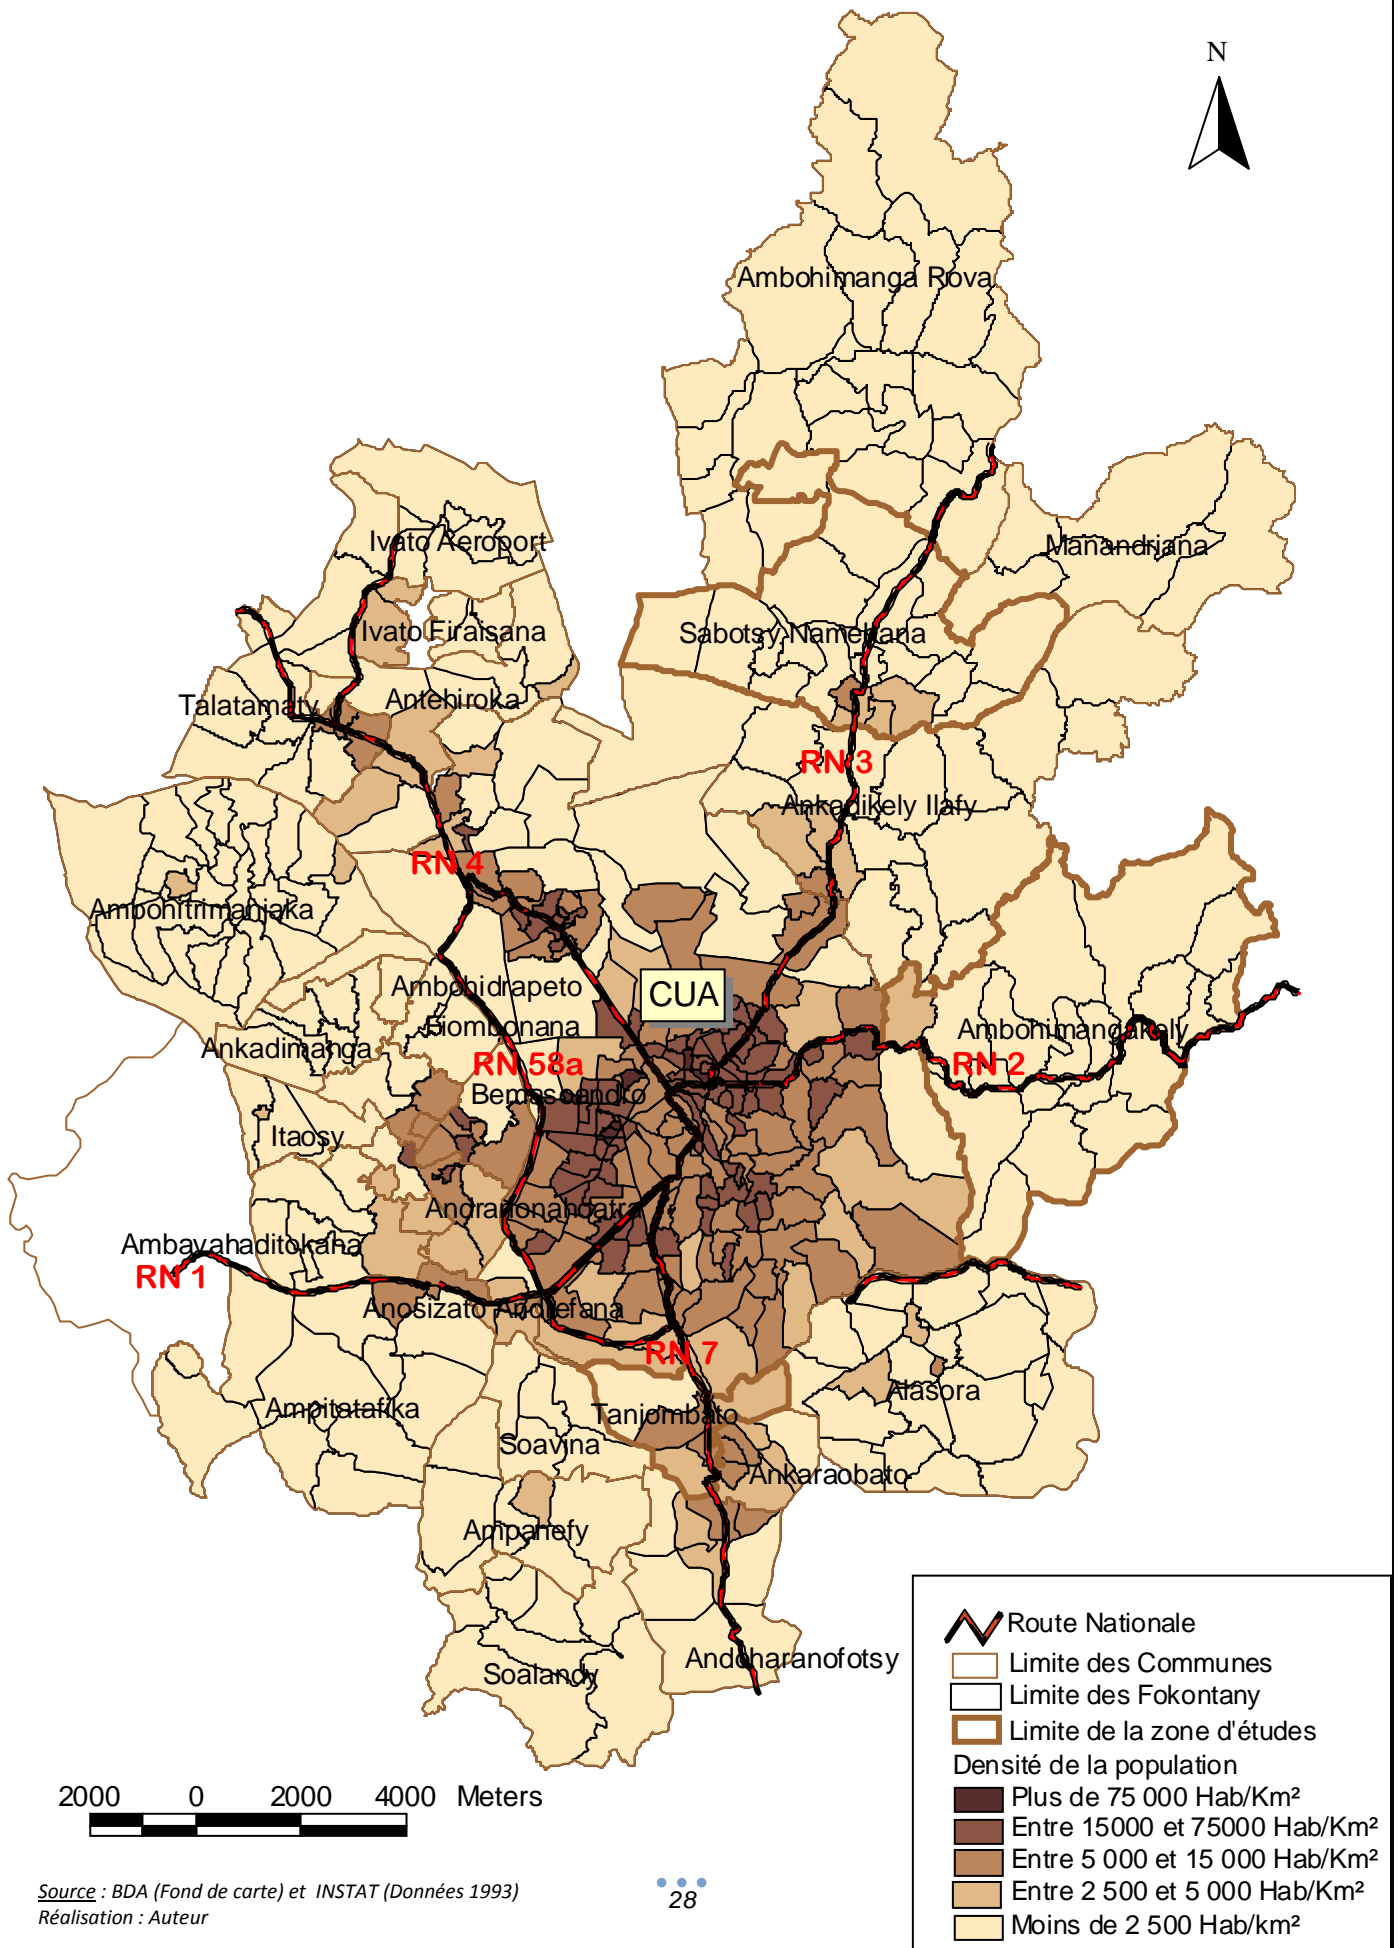 N
Ambohimanga Rova
Ivato Aeroport
Manandriana
Ivato Firaisana
Sabotsy Namehana
Talatamaty
Antehiroka
RN 3
Ankadikely Ilafy
RN 4
Ambohitrimanjaka
Ambohidrapeto
CUA
Fiombonana
Ambohimangakely
Ankadimanga
RN 58a
RN 2
Bemasoandro
Itaosy
Andranonahoatra
Ambavahaditokana
RN 1
Anosizato Andrefana
RN 7
Alasora
Ampitatafika
Tanjombato
Soavina
Ankaraobato
Ampanefy
Andoharanofotsy
Soalandy
Route Nationale
Limite des Communes
Limite des Fokontany
Limite de la zone d'études
Densité de la population
Plus de 75 000 Hab/Km²
Entre 15000 et 75000 Hab/Km²
Entre 5 000 et 15 000 Hab/Km²
Entre 2 500 et 5 000 Hab/Km²
Moins de 2 500 Hab/km²
2000 0 2000 4000 Meters
Source : BDA (Fond de carte) et INSTAT (Données 1993)
Réalisation : Auteur
28